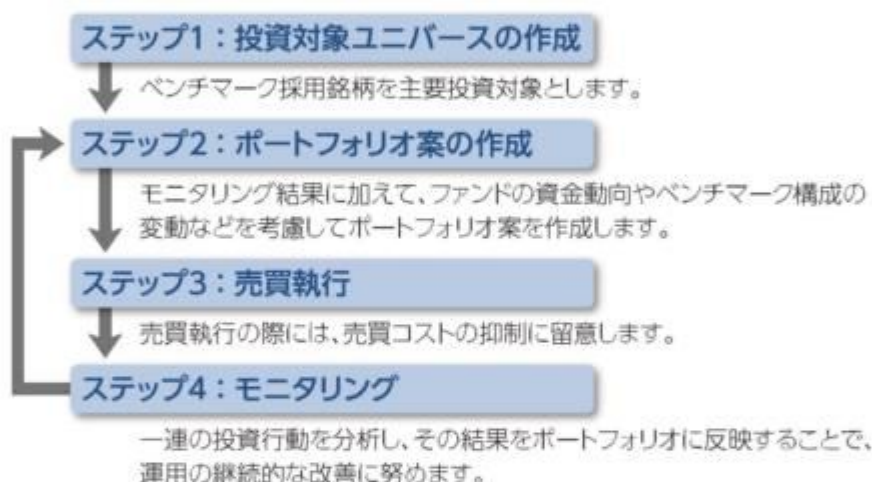 ステップ1：投資対象ユニバースの作成
ベンチマーク採用銘柄を主要投資対象とします。
ステップ2：ポートフォリオ案の作成
モニタリング結果に加えて、ファンドの資金動向やベンチマーク構成の
変動などを考慮してポートフォリオ案を作成します。
ステップ3：売買執行
売買執行の際には、売買コストの抑制に留意します。
ステップ4：モニタリング
一連の投資行動を分析し、その結果をポートフォリオに反映することで、
運用の継続的な改善に努めます。